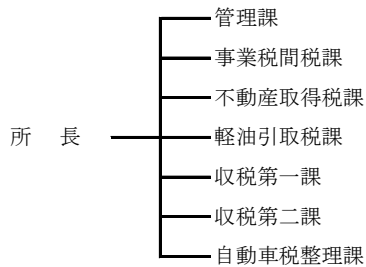 管理課
事業税間税課
不動産取得税課
所　長
軽油引取税課
収税第一課
収税第二課
自動車税整理課